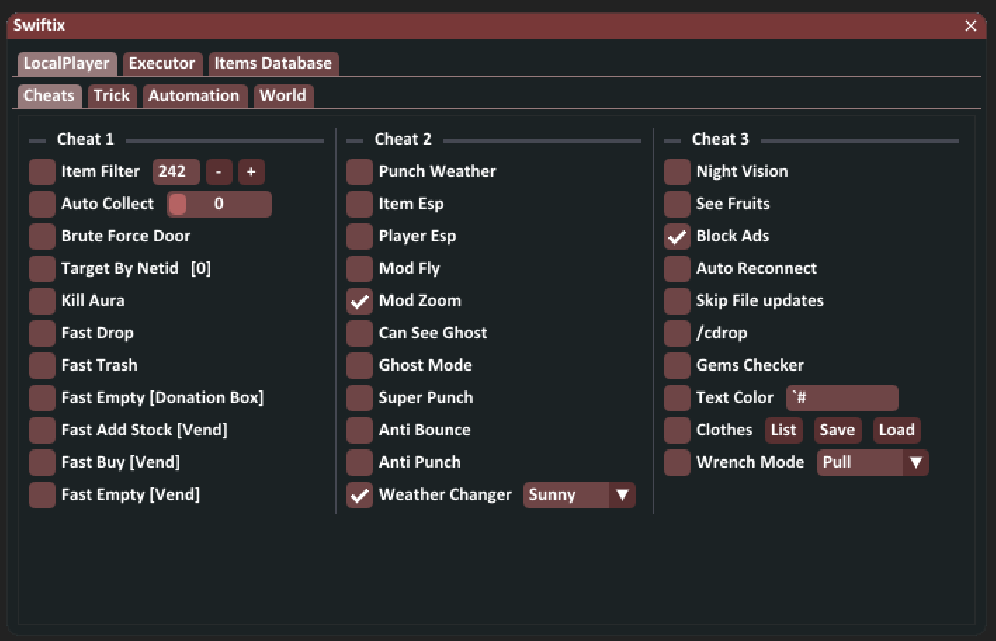 Swiftix
LocalPlayer Executor Items Database
Cheats Trick Automation World
Cheat 1
Item Filter 242 - +
Auto Collect 0
Brute Force Door
Target By Netid [0]
Kill Aura
Fast Drop
Fast Trash
Fast Empty [Donation Box]
Fast Add Stock [Vend]
Fast Buy [Vend]
Fast Empty [Vend]
Cheat 2
Punch Weather
Item Esp
Player Esp
Mod Fly
Mod Zoom
Can See Ghost
Ghost Mode
Super Punch
Anti Bounce
Anti Punch
Weather Changer Sunny
Cheat 3
Night Vision
See Fruits
Block Ads
Auto Reconnect
Skip File updates
/cdrop
Gems Checker
Text Color `#
Clothes List Save Load
Wrench Mode Pull